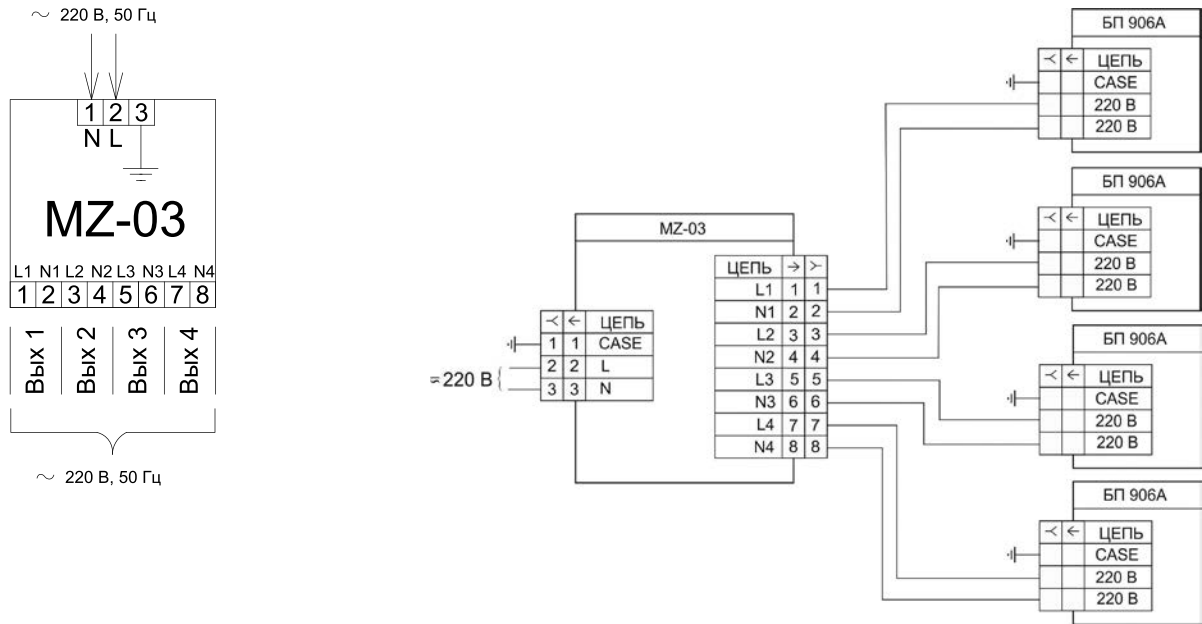 ~ 220 В, 50 Гц
1 2 3
N L
MZ-03
L1 N1 L2 N2 L3 N3 L4 N4
1 2 3 4 5 6 7 8
Вых 1
Вых 2
Вых 3
Вых 4
~ 220 В, 50 Гц
MZ-03
ЦЕПЬ
1 1 CASE
2 2 L
3 3 N
≂ 220 В
ЦЕПЬ
L1 1 1
N1 2 2
L2 3 3
N2 4 4
L3 5 5
N3 6 6
L4 7 7
N4 8 8
БП 906А
ЦЕПЬ
CASE
220 В
220 В
БП 906А
ЦЕПЬ
CASE
220 В
220 В
БП 906А
ЦЕПЬ
CASE
220 В
220 В
БП 906А
ЦЕПЬ
CASE
220 В
220 В